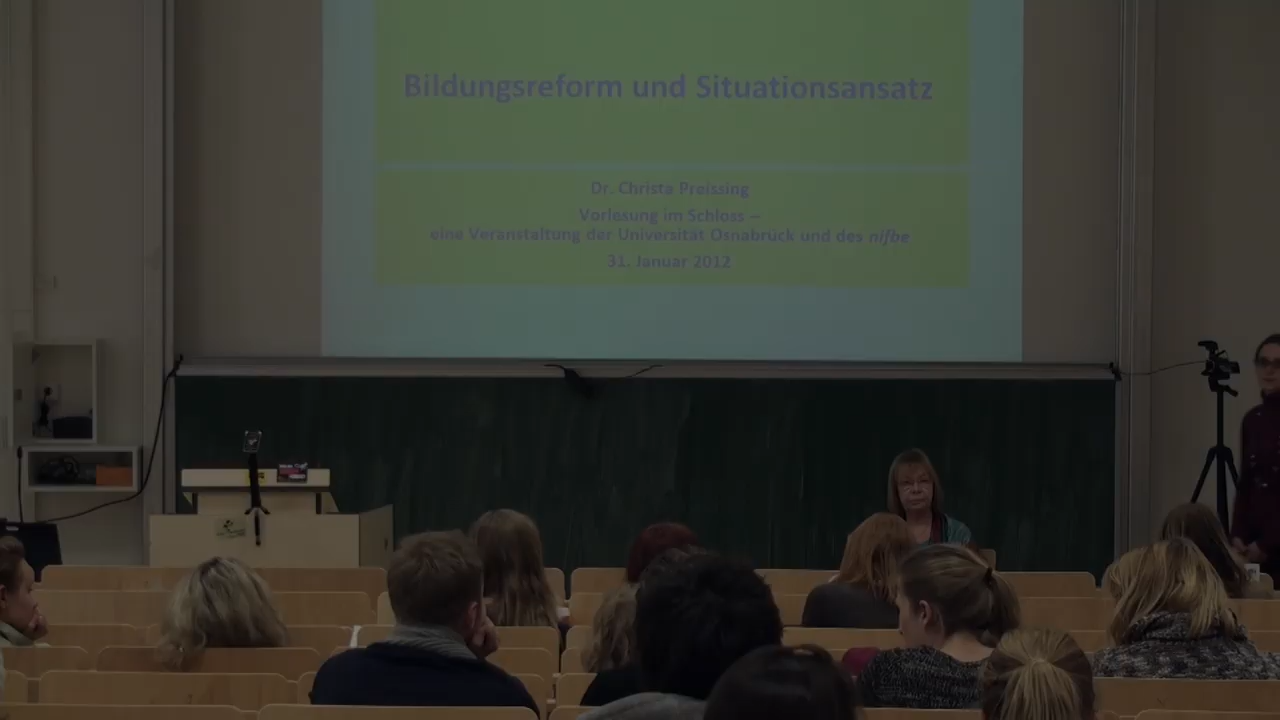 Bildungsreform und Situationsansatz
Dr. Christa Preissing
Vorlesung im Schloss –
eine Veranstaltung der Universität Osnabrück und des nifbe
31. Januar 2012